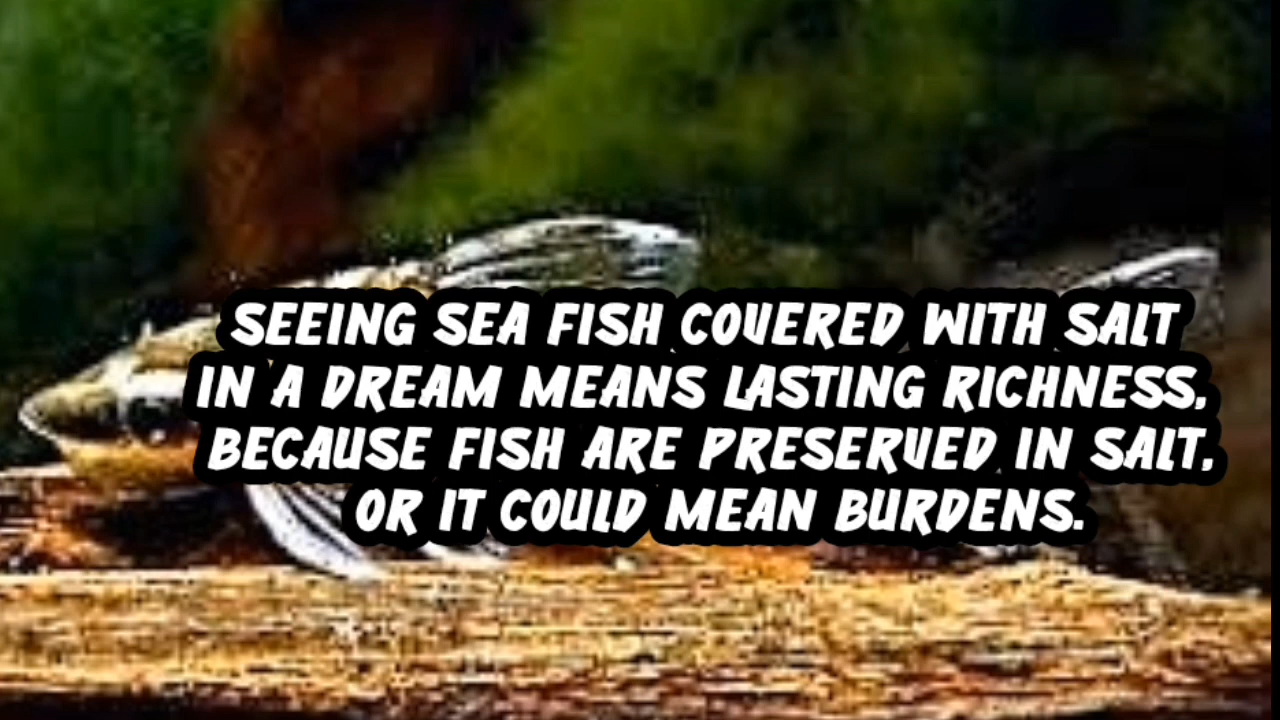 SEEING SEA FISH COVERED WITH SALT
IN A DREAM MEANS LASTING RICHNESS,
BECAUSE FISH ARE PRESERVED IN SALT,
OR IT COULD MEAN BURDENS.